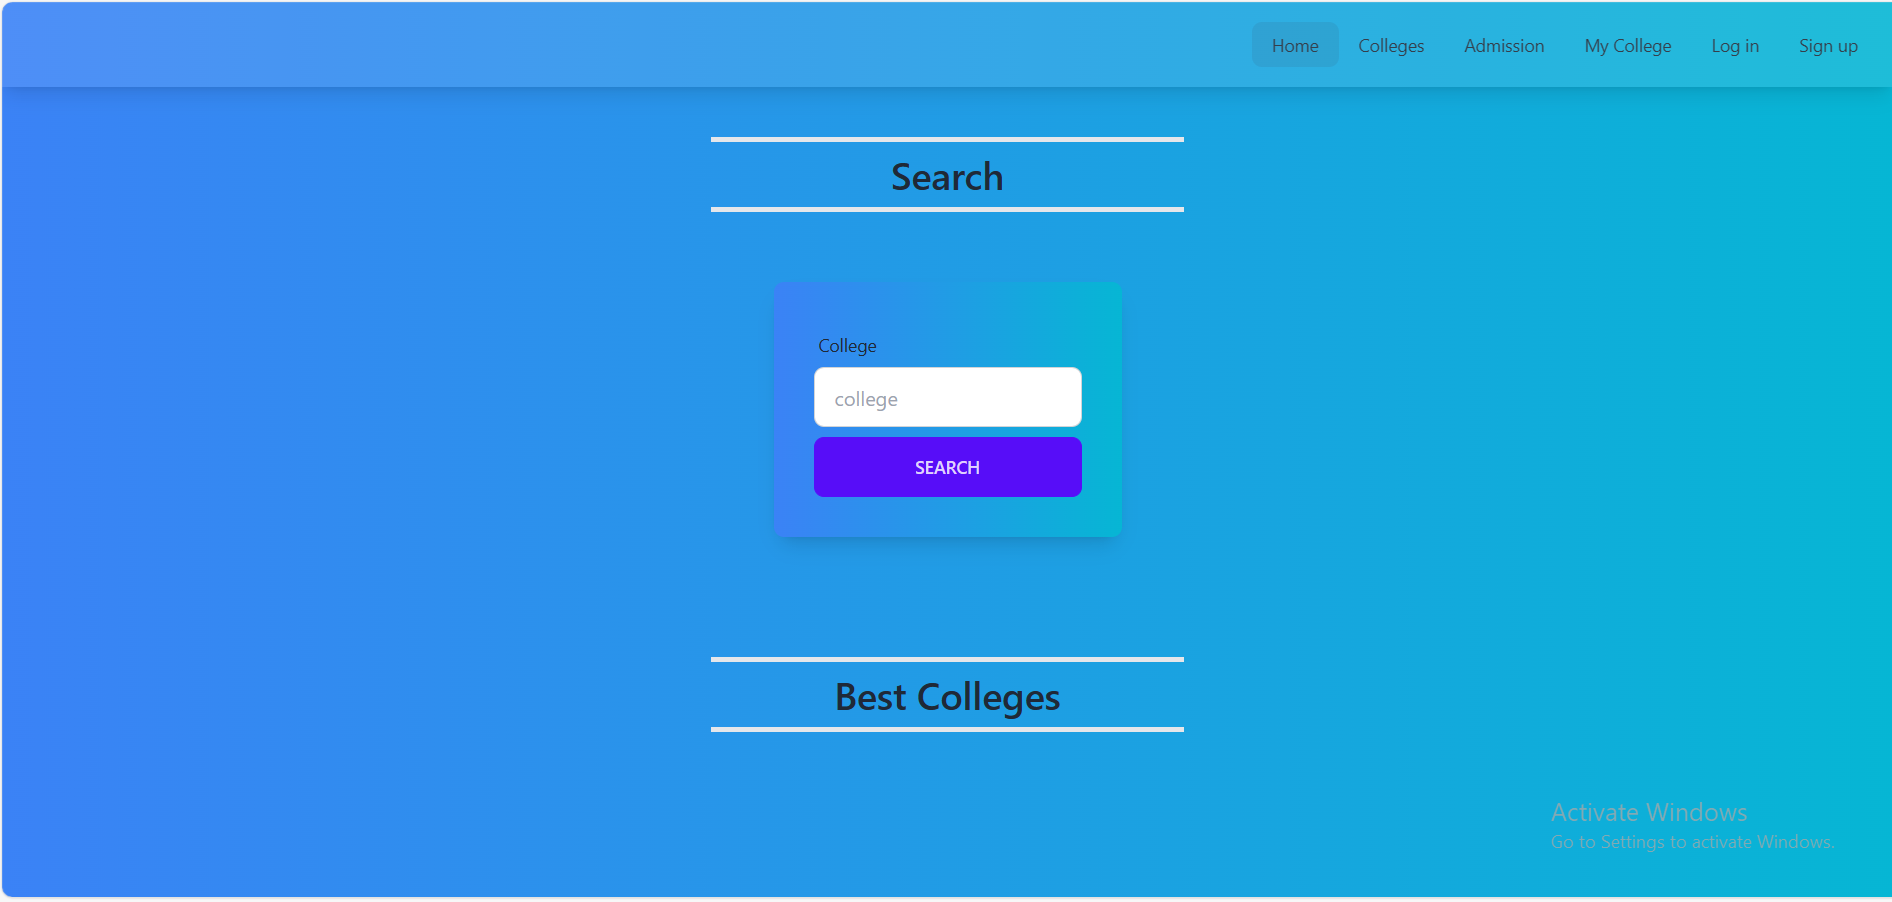 Home Colleges Admission My College Log in Sign up
Search
College
college
SEARCH
Best Colleges
Activate Windows
Go to Settings to activate Windows.